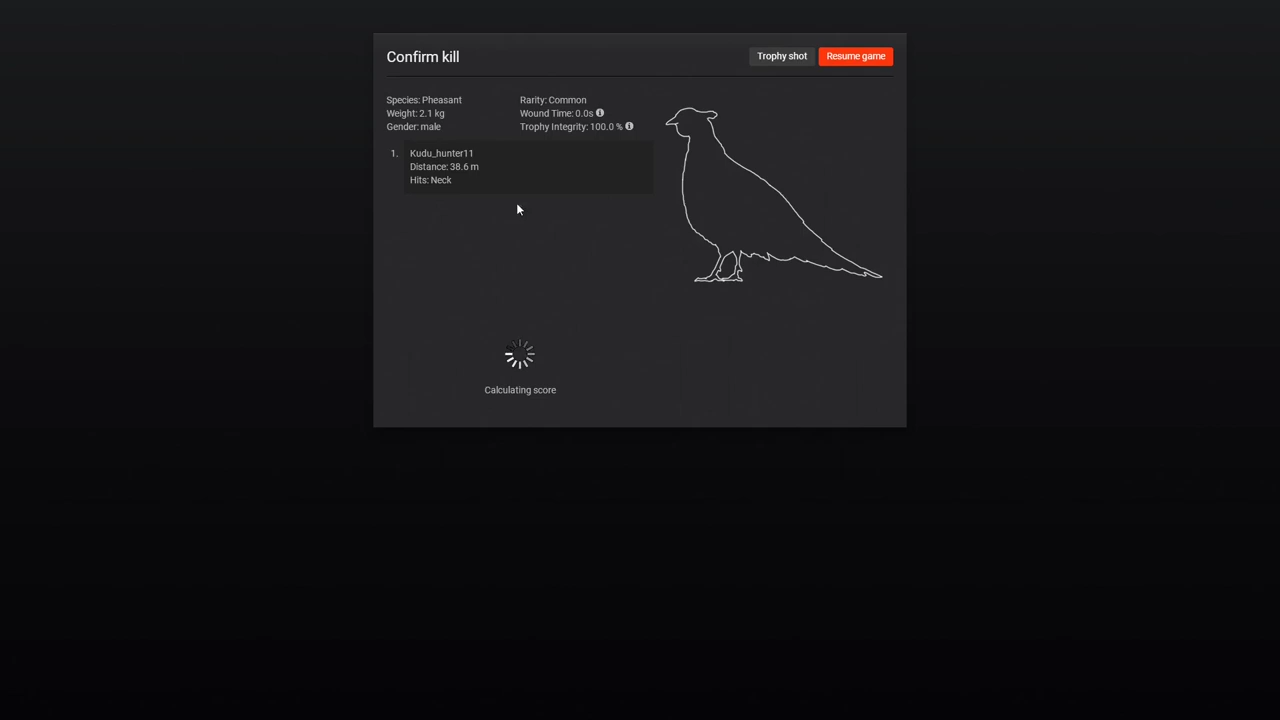 Confirm kill
Trophy shot
Resume game
Species: Pheasant
Weight: 2.1 kg
Gender: male
Rarity: Common
Wound Time: 0.0s
Trophy Integrity: 100.0 %
1.
Kudu_hunter11
Distance: 38.6 m
Hits: Neck
Calculating score